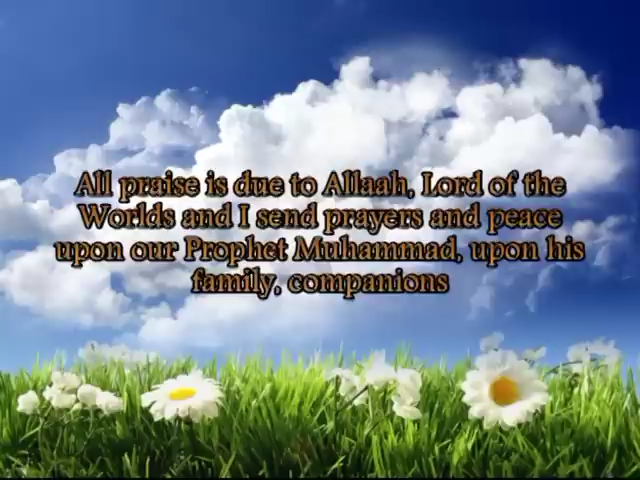 All praise is due to Allaah, Lord of the
Worlds and I send prayers and peace
upon our Prophet Muhammad, upon his
family, companions